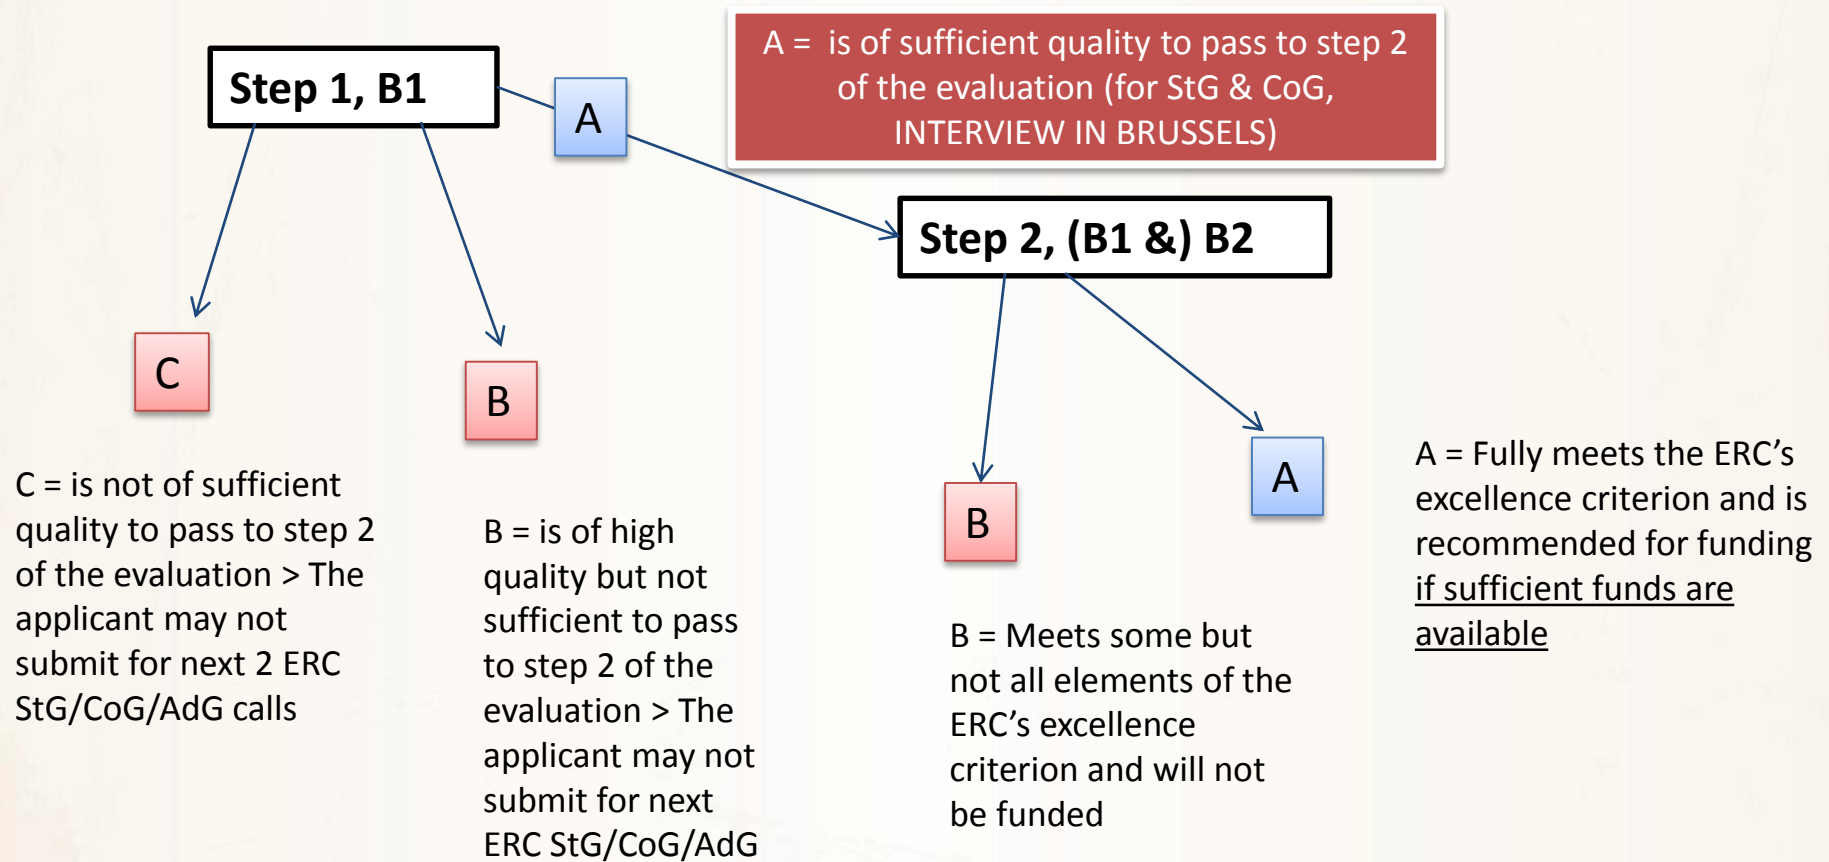 A =  is of sufficient quality to pass to step 2
of the evaluation (for StG & CoG,
INTERVIEW IN BRUSSELS)
Step 1, B1
A
Step 2, (B1 &) B2
C
B
B
A
C = is not of sufficient
quality to pass to step 2
of the evaluation > The
applicant may not
submit for next 2 ERC
StG/CoG/AdG calls
B = is of high
quality but not
sufficient to pass
to step 2 of the
evaluation > The
applicant may not
submit for next
ERC StG/CoG/AdG
B = Meets some but
not all elements of the
ERC’s excellence
criterion and will not
be funded
A = Fully meets the ERC’s
excellence criterion and is
recommended for funding
if sufficient funds are
available